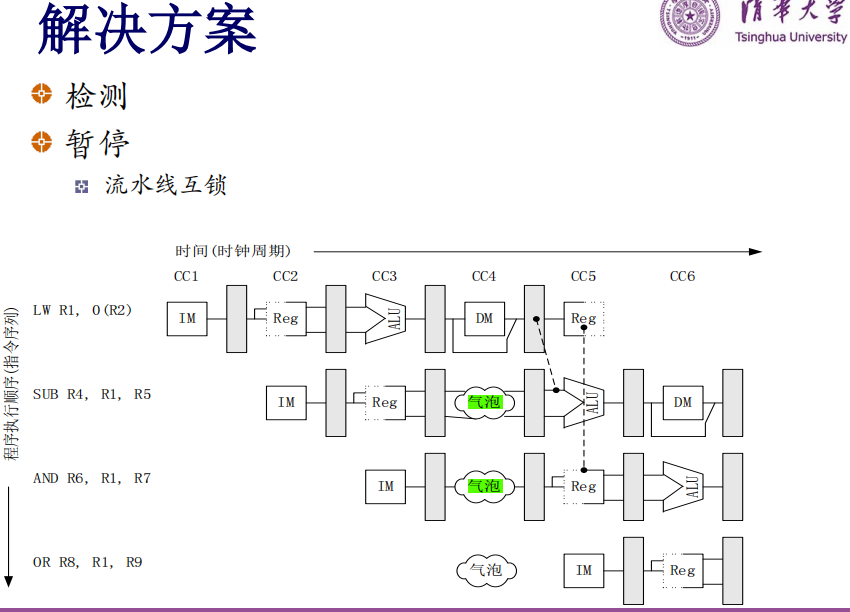 解决方案
清华大学
Tsinghua University
检测
暂停
流水线互锁
时间(时钟周期)
CC1 CC2 CC3 CC4 CC5 CC6
程序执行顺序(指令序列)
LW R1, 0(R2) IM Reg ALU DM Reg
SUB R4, R1, R5 IM Reg 气泡 ALU DM
AND R6, R1, R7 IM 气泡 Reg ALU
OR R8, R1, R9 气泡 IM Reg